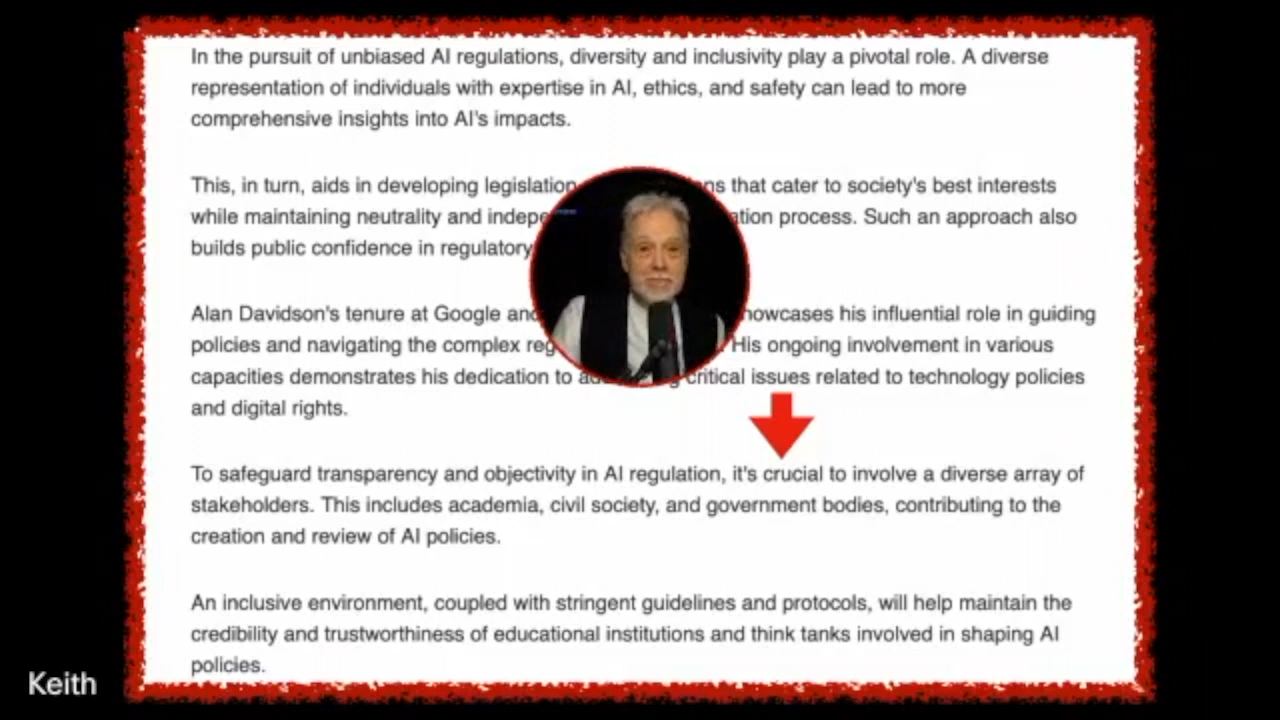 In the pursuit of unbiased AI regulations, diversity and inclusivity play a pivotal role. A diverse
representation of individuals with expertise in AI, ethics, and safety can lead to more
comprehensive insights into AI's impacts.
This, in turn, aids in developing legislation that cater to society's best interests
while maintaining neutrality and process. Such an approach also
builds public confidence in regulatory
Alan Davidson's tenure at Google and his influential role in guiding
policies and navigating the complex His ongoing involvement in various
capacities demonstrates his dedication to critical issues related to technology policies
and digital rights.
To safeguard transparency and objectivity in AI regulation, it's crucial to involve a diverse array of
stakeholders. This includes academia, civil society, and government bodies, contributing to the
creation and review of AI policies.
An inclusive environment, coupled with stringent guidelines and protocols, will help maintain the
credibility and trustworthiness of educational institutions and think tanks involved in shaping AI
policies.
Keith